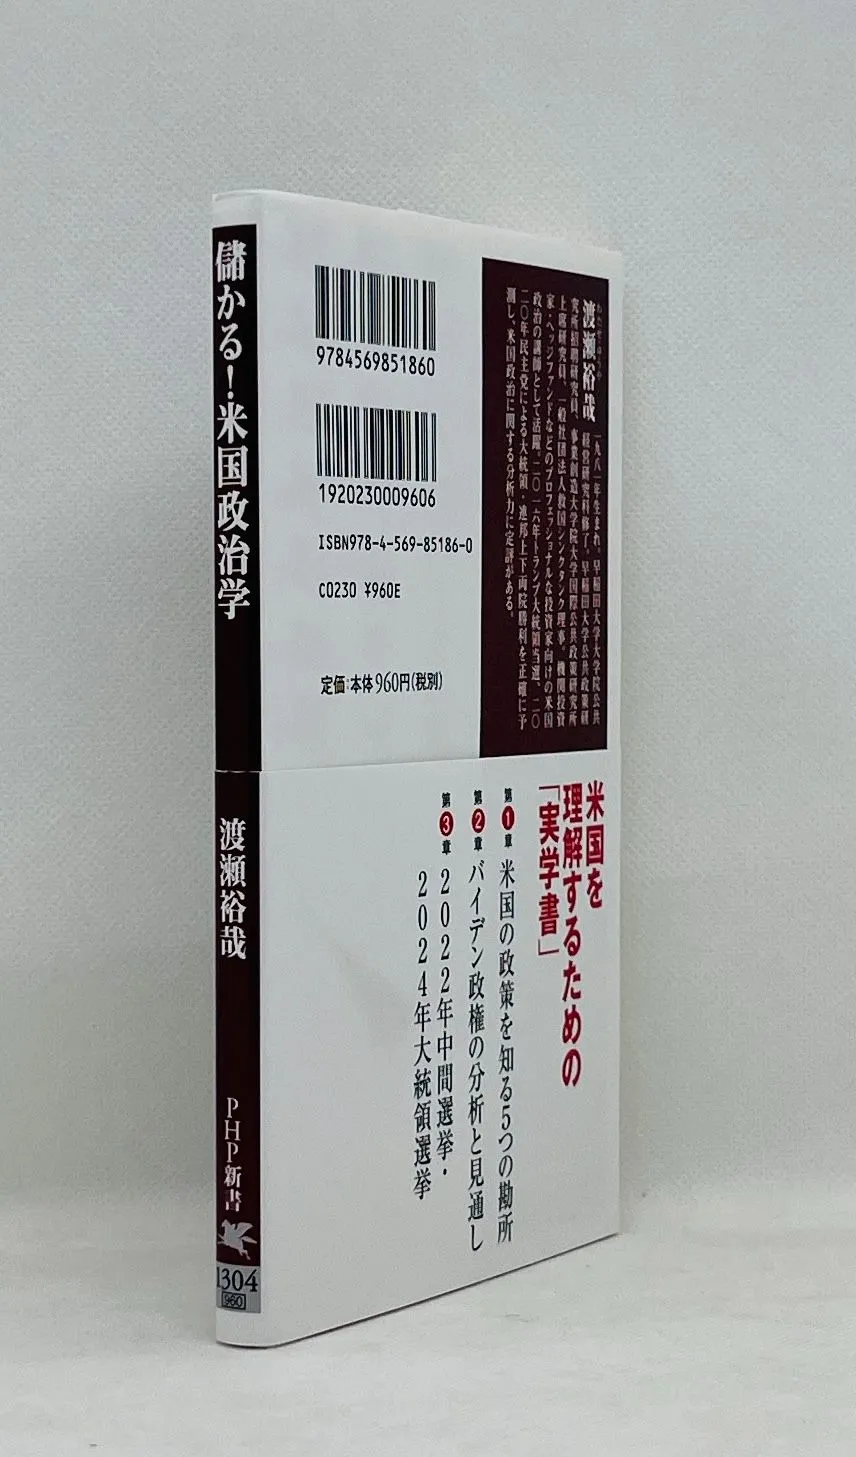 儲かる!米国政治学
渡瀬裕哉
PHP新書
1304
960
9784569851860
1920230009606
ISBN978-4-569-85186-0
C0230 ¥960E
定価:本体960円(税別)
渡瀬裕哉
一九八一年生まれ。早稲田大学大学院公共
経営研究科修了。早稲田大学公共政策研
究所招聘研究員、事業創造大学院大学国際公共政策研究所
上席研究員、一般社団法人救国シンクタンク理事。機関投資
家・ヘッジファンドなどのプロフェッショナルな投資家向けの米国
政治の講師として活躍。二〇一六年トランプ大統領当選、二〇
二〇年民主党による大統領・連邦上下両院勝利を正確に予
測し、米国政治に関する分析力に定評がある。
米国を
理解するための
「実学書」
第1章 米国の政策を知る5つの勘所
第2章 バイデン政権の分析と見通し
第3章 2022年中間選挙・
2024年大統領選挙